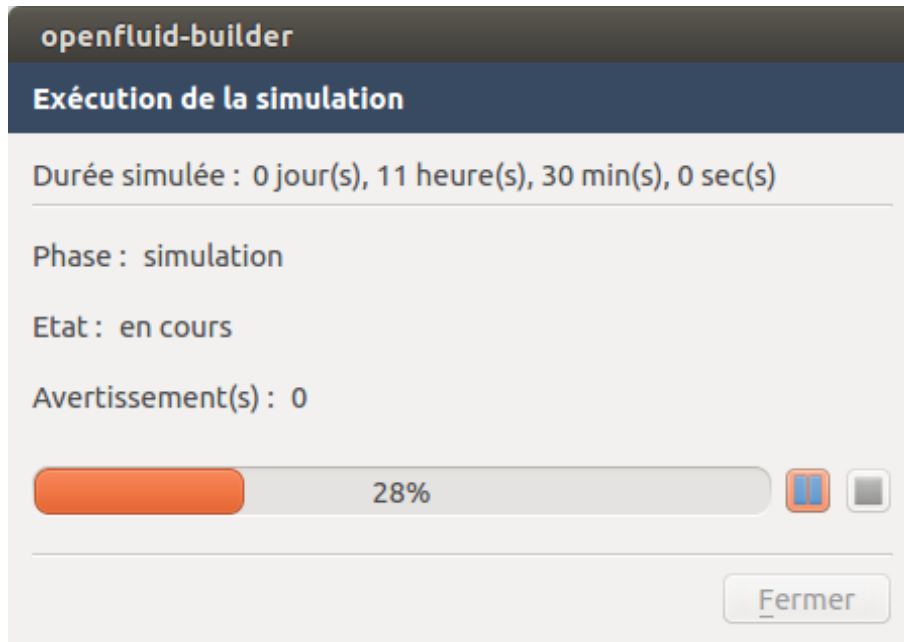 openfluid-builder
Exécution de la simulation
Durée simulée : 0 jour(s), 11 heure(s), 30 min(s), 0 sec(s)
Phase : simulation
Etat : en cours
Avertissement(s) : 0
28%
Fermer